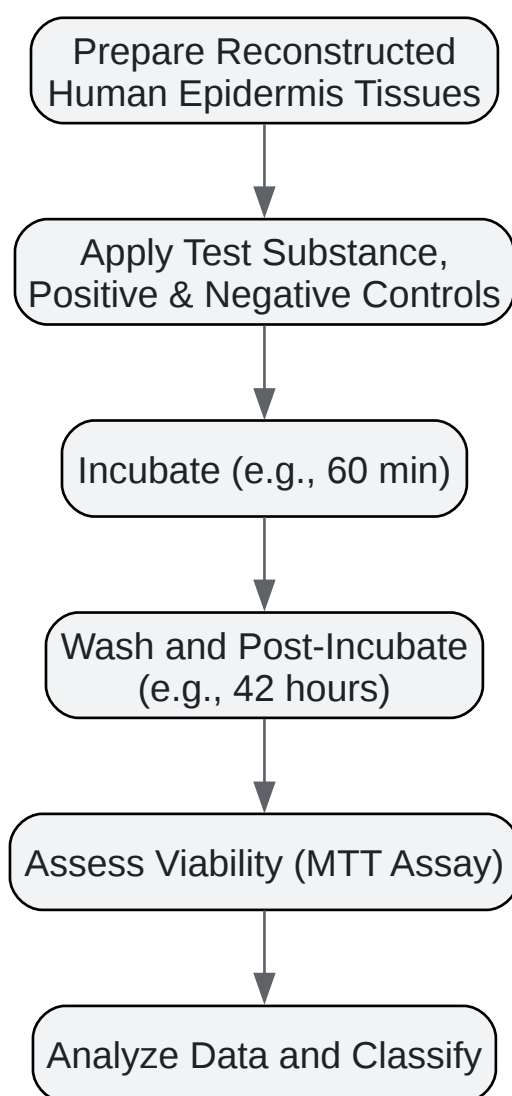 Prepare Reconstructed
Human Epidermis Tissues
Apply Test Substance,
Positive & Negative Controls
Incubate (e.g., 60 min)
Wash and Post-Incubate
(e.g., 42 hours)
Assess Viability (MTT Assay)
Analyze Data and Classify